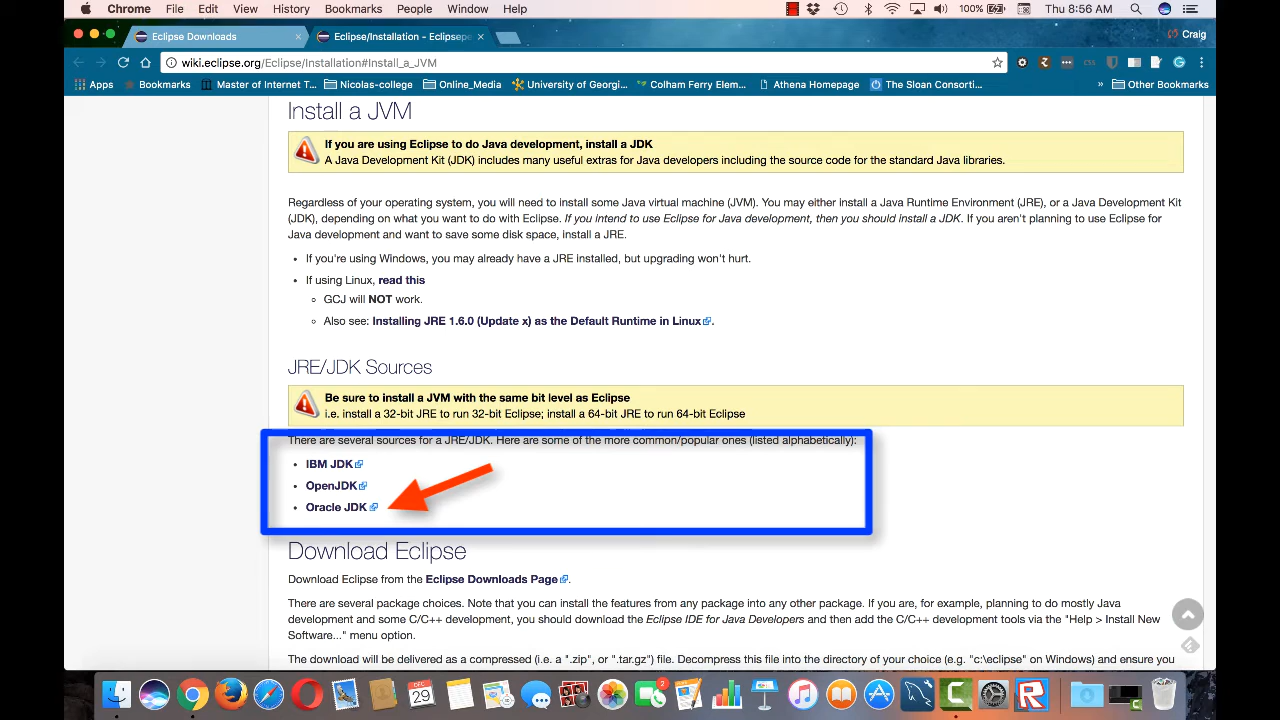 Chrome File Edit View History Bookmarks People Window Help 100% Thu 8:56 AM
Eclipse Downloads
Eclipse/Installation - Eclipsepe
Craig
wiki.eclipse.org/Eclipse/Installation#Install_a_JVM
Apps Bookmarks Master of Internet T... Nicolas-college Online_Media University of Georgi... Colham Ferry Elem... Athena Homepage The Sloan Consorti... » Other Bookmarks
Install a JVM
If you are using Eclipse to do Java development, install a JDK
A Java Development Kit (JDK) includes many useful extras for Java developers including the source code for the standard Java libraries.
Regardless of your operating system, you will need to install some Java virtual machine (JVM). You may either install a Java Runtime Environment (JRE), or a Java Development Kit
(JDK), depending on what you want to do with Eclipse. If you intend to use Eclipse for Java development, then you should install a JDK. If you aren't planning to use Eclipse for
Java development and want to save some disk space, install a JRE.
• If you're using Windows, you may already have a JRE installed, but upgrading won't hurt.
• If using Linux, read this
GCJ will NOT work.
Also see: Installing JRE 1.6.0 (Update x) as the Default Runtime in Linux.
JRE/JDK Sources
Be sure to install a JVM with the same bit level as Eclipse
i.e. install a 32-bit JRE to run 32-bit Eclipse; install a 64-bit JRE to run 64-bit Eclipse
There are several sources for a JRE/JDK. Here are some of the more common/popular ones (listed alphabetically):
• IBM JDK
• OpenJDK
• Oracle JDK
Download Eclipse
Download Eclipse from the Eclipse Downloads Page.
There are several package choices. Note that you can install the features from any package into any other package. If you are, for example, planning to do mostly Java
development and some C/C++ development, you should download the Eclipse IDE for Java Developers and then add the C/C++ development tools via the "Help > Install New
Software..." menu option.
The download will be delivered as a compressed (i.e. a ".zip", or ".tar.gz") file. Decompress this file into the directory of your choice (e.g. "c:\eclipse" on Windows) and ensure you
DEC
29
2